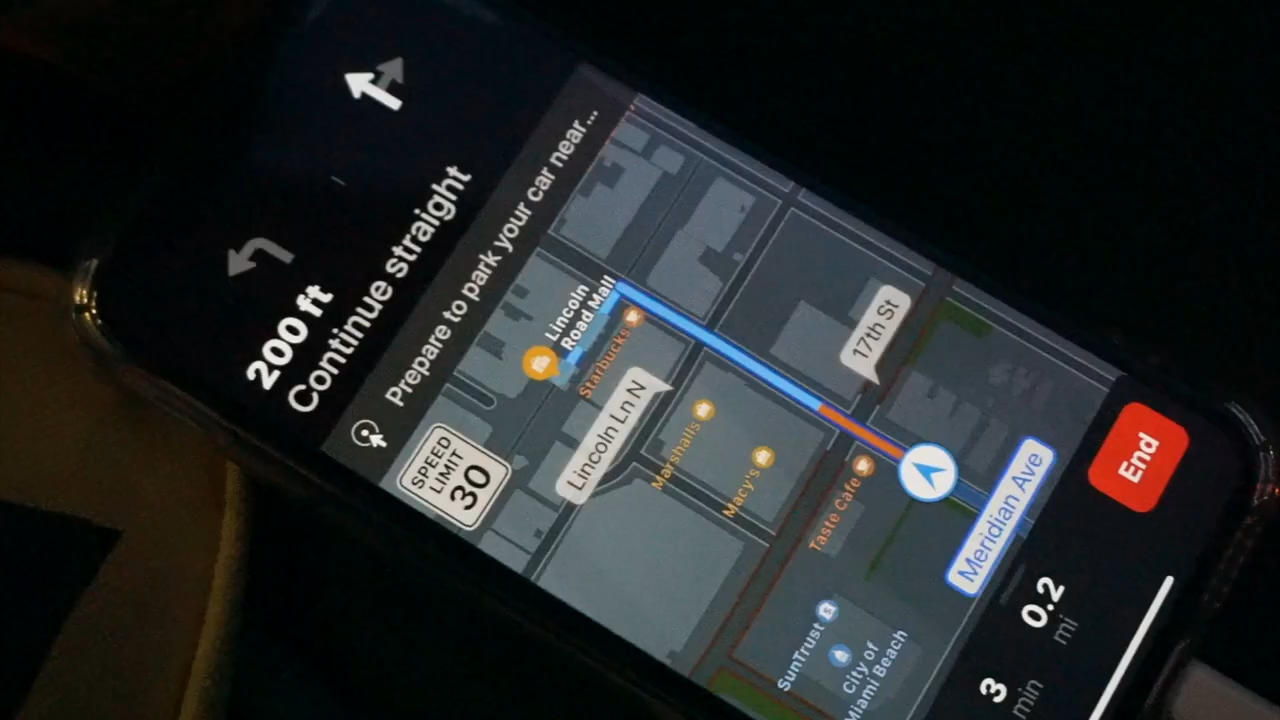 200 ft
Continue straight
Prepare to park your car near...
SPEED
LIMIT
30
Lincoln
Road Mall
Starbucks
Lincoln Ln N
Marshalls
Macy's
17th St
Taste Cafe
Meridian Ave
SunTrust
City of
Miami Beach
3
min
0.2
mi
End